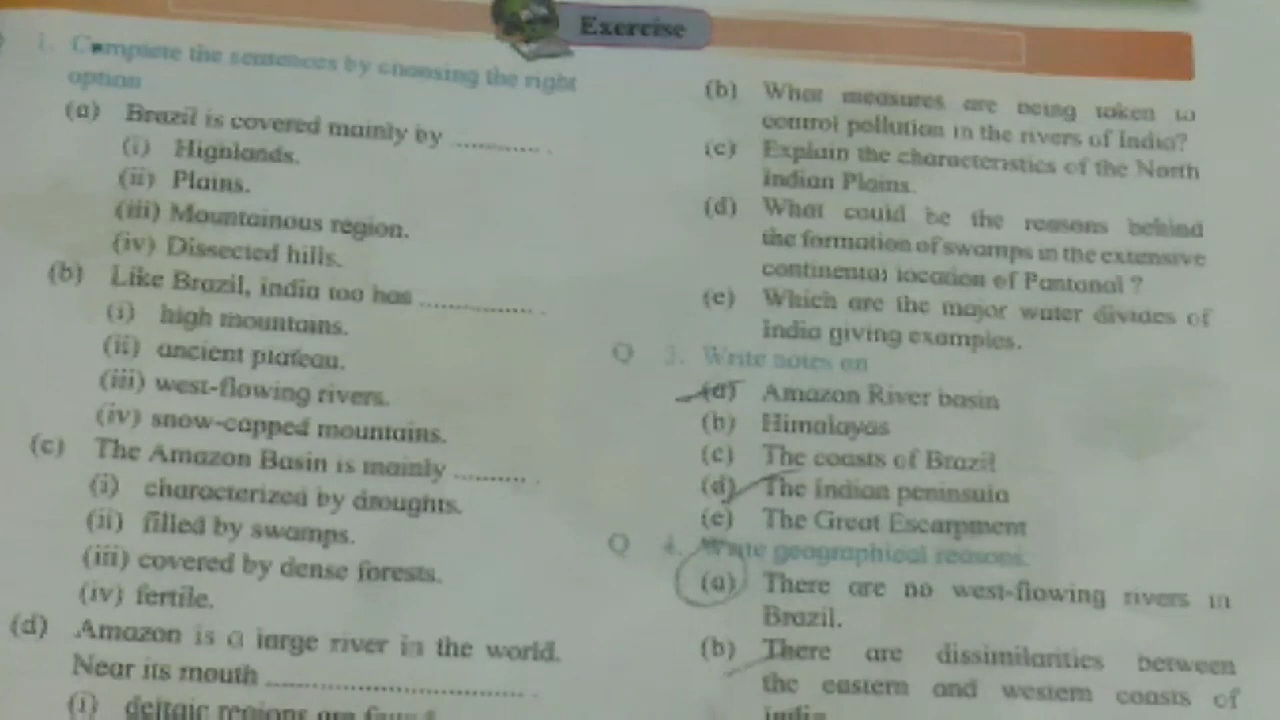 Exercise
1. Complete the sentences by choosing the right
option
(a) Brazil is covered mainly by ............ .
(i) Highlands.
(ii) Plains.
(iii) Mountainous region.
(iv) Dissected hills.
(b) Like Brazil, india too has ................ .
(i) high mountains.
(ii) ancient plateau.
(iii) west-flowing rivers.
(iv) snow-capped mountains.
(c) The Amazon Basin is mainly .......... .
(i) characterized by droughts.
(ii) filled by swamps.
(iii) covered by dense forests.
(iv) fertile.
(d) Amazon is a large river in the world.
Near its mouth ............................... .
(i) deltaic regions are found
(b) What measures are being taken to
control pollution in the rivers of India?
(c) Explain the characteristics of the North
Indian Plains.
(d) What could be the reasons behind
the formation of swamps in the extensive
continental location of Pantanal ?
(e) Which are the major water divides of
India giving examples.
Q 3. Write notes on
(a) Amazon River basin
(b) Himalayas
(c) The coasts of Brazil
(d) The Indian peninsula
(e) The Great Escarpment
Q 4. Write geographical reasons.
(a) There are no west-flowing rivers in
Brazil.
(b) There are dissimilarities between
the eastern and western coasts of
India